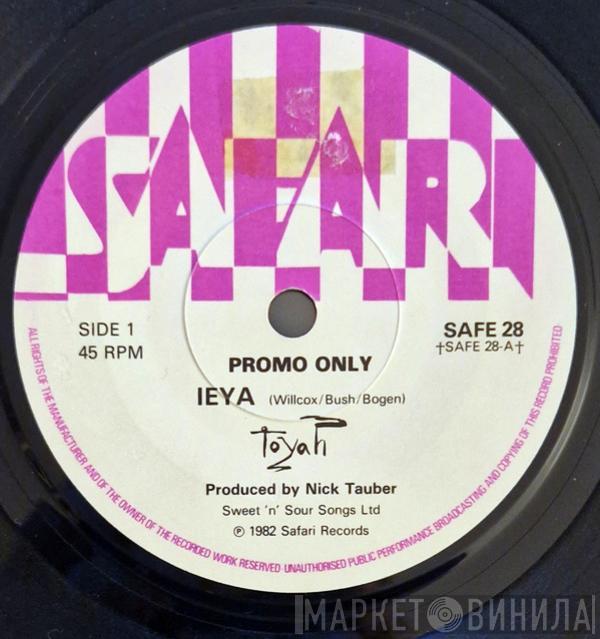 SAFARI
SIDE 1
45 RPM
SAFE 28
†SAFE 28-A†
PROMO ONLY
IEYA (Willcox/Bush/Bogen)
Toyah
Produced by Nick Tauber
Sweet 'n' Sour Songs Ltd
℗ 1982 Safari Records
ALL RIGHTS OF THE MANUFACTURER AND OF THE OWNER OF THE RECORDED WORK RESERVED UNAUTHORISED PUBLIC PERFORMANCE BROADCASTING AND COPYING OF THIS RECORD PROHIBITED
МАРКЕТ ВИНИЛА